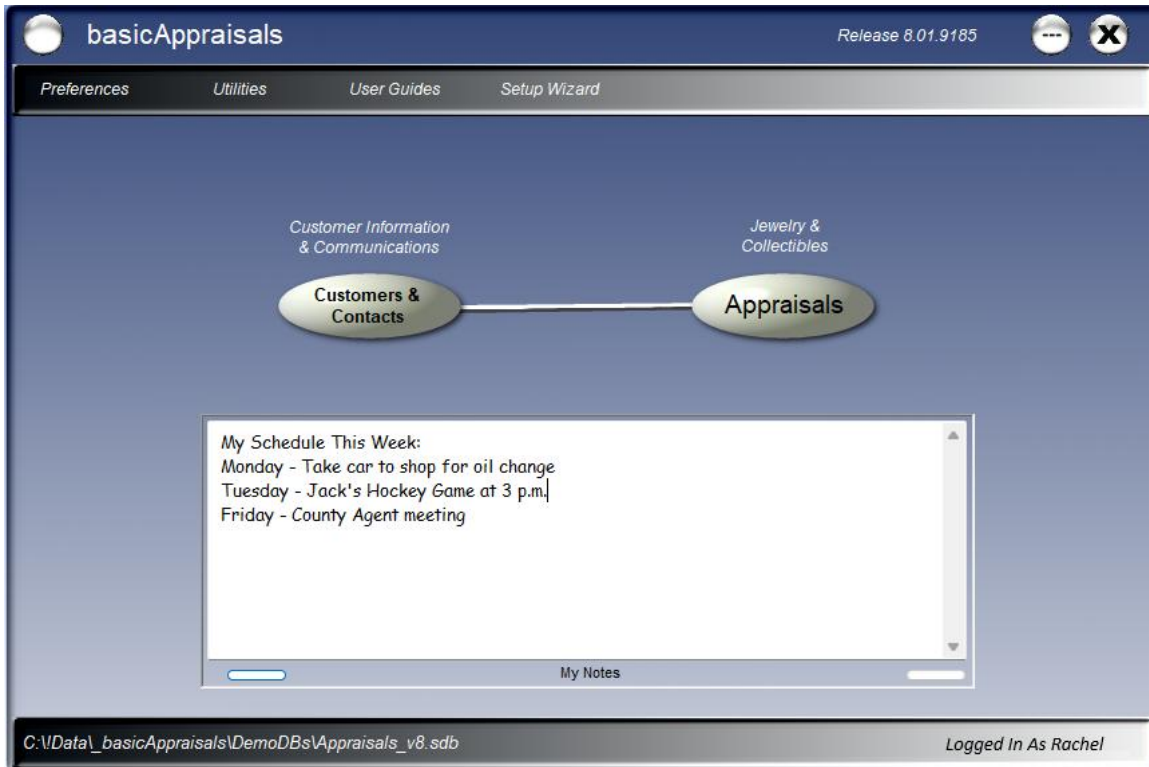 basicAppraisals
Release 8.01.9185
---
X
Preferences
Utilities
User Guides
Setup Wizard
Customer Information
& Communications
Jewelry &
Collectibles
Customers &
Contacts
Appraisals
My Schedule This Week:
Monday - Take car to shop for oil change
Tuesday - Jack's Hockey Game at 3 p.m.
Friday - County Agent meeting
My Notes
C:\!Data\_basicAppraisals\DemoDBs\Appraisals_v8.sdb
Logged In As Rachel